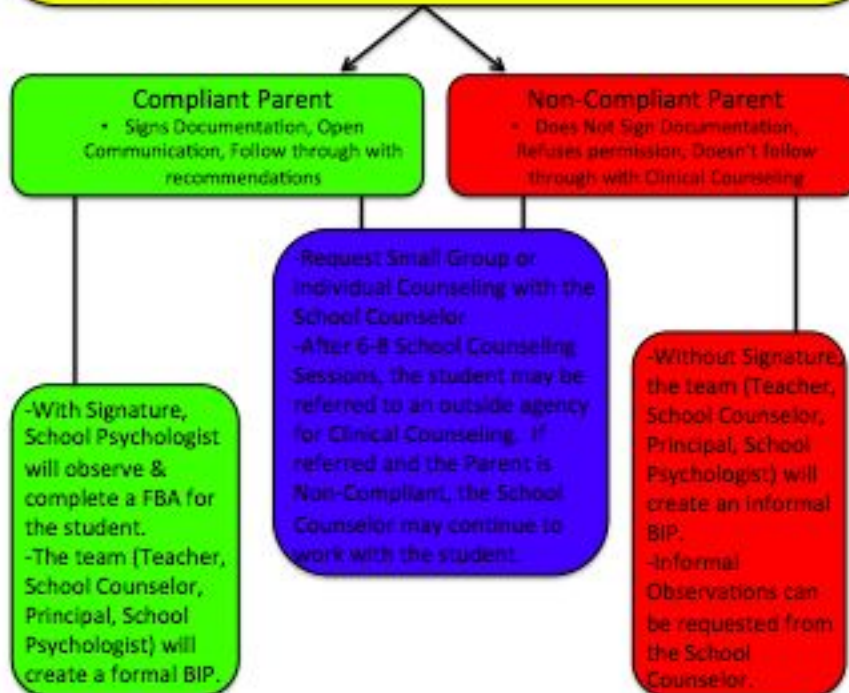 Compliant Parent
• Signs Documentation, Open
Communication, Follow through with
recommendations
Non-Compliant Parent
• Does Not Sign Documentation,
Refuses permission, Doesn't follow
through with Clinical Counseling
-Request Small Group or
Individual Counseling with the
School Counselor
-After 6-8 School Counseling
Sessions, the student may be
referred to an outside agency
for Clinical Counseling. If
referred and the Parent is
Non-Compliant, the School
Counselor may continue to
work with the student.
-With Signature,
School Psychologist
will observe &
complete a FBA for
the student.
-The team (Teacher,
School Counselor,
Principal, School
Psychologist) will
create a formal BIP.
-Without Signature,
the team (Teacher,
School Counselor,
Principal, School
Psychologist) will
create an informal
BIP.
-Informal
Observations can
be requested from
the School
Counselor.